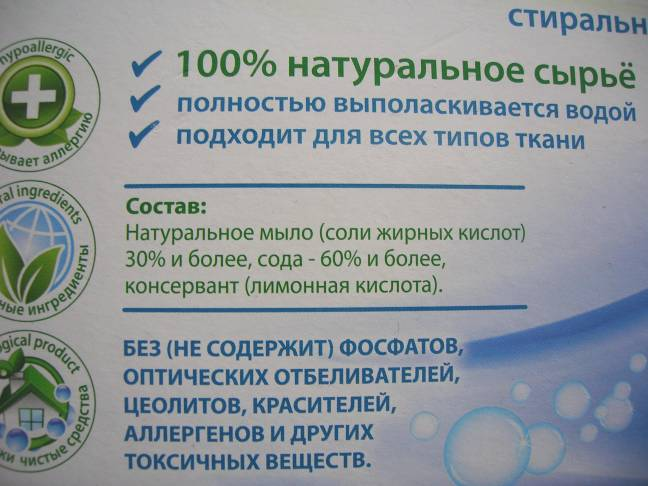 стиральн
100% натуральное сырьё
полностью выполаскивается водой
подходит для всех типов ткани
hypoallergic
ывает аллергию
Состав:
Натуральное мыло (соли жирных кислот)
30% и более, сода - 60% и более,
консервант (лимонная кислота).
ral ingredients
ные ингредиенты
БЕЗ (НЕ СОДЕРЖИТ) ФОСФАТОВ,
ОПТИЧЕСКИХ ОТБЕЛИВАТЕЛЕЙ,
ЦЕОЛИТОВ, КРАСИТЕЛЕЙ,
АЛЛЕРГЕНОВ И ДРУГИХ
ТОКСИЧНЫХ ВЕЩЕСТВ.
ogical product
ки чистые средства